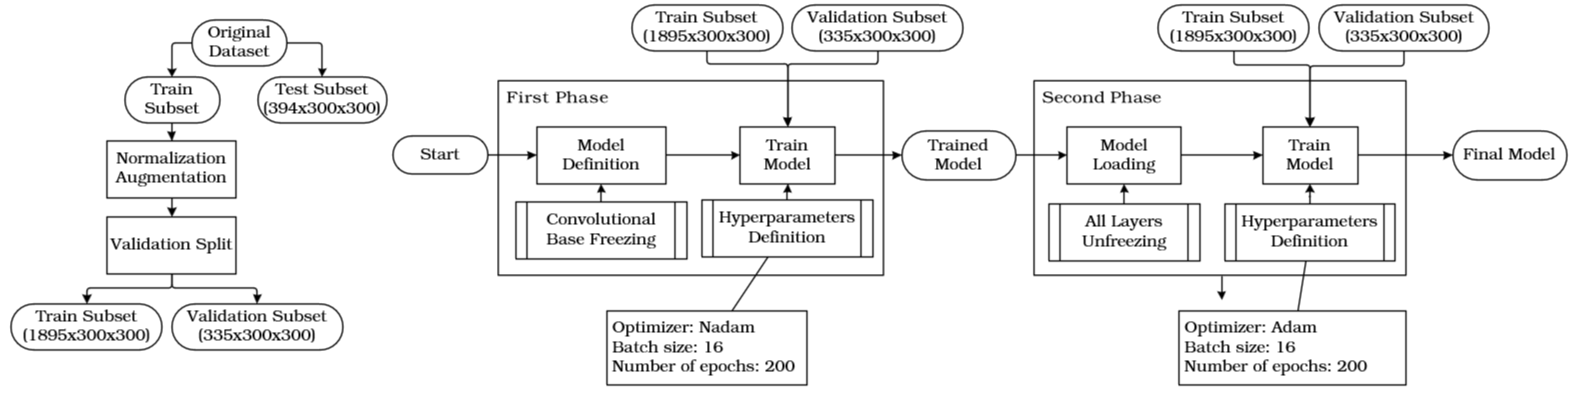 Original
Dataset
Train
Subset
Test Subset
(394x300x300)
Normalization
Augmentation
Validation Split
Train Subset
(1895x300x300)
Validation Subset
(335x300x300)
Train Subset
(1895x300x300)
Validation Subset
(335x300x300)
First Phase
Start
Model
Definition
Train
Model
Convolutional
Base Freezing
Hyperparameters
Definition
Optimizer: Nadam
Batch size: 16
Number of epochs: 200
Trained
Model
Train Subset
(1895x300x300)
Validation Subset
(335x300x300)
Second Phase
Model
Loading
Train
Model
All Layers
Unfreezing
Hyperparameters
Definition
Optimizer: Adam
Batch size: 16
Number of epochs: 200
Final Model